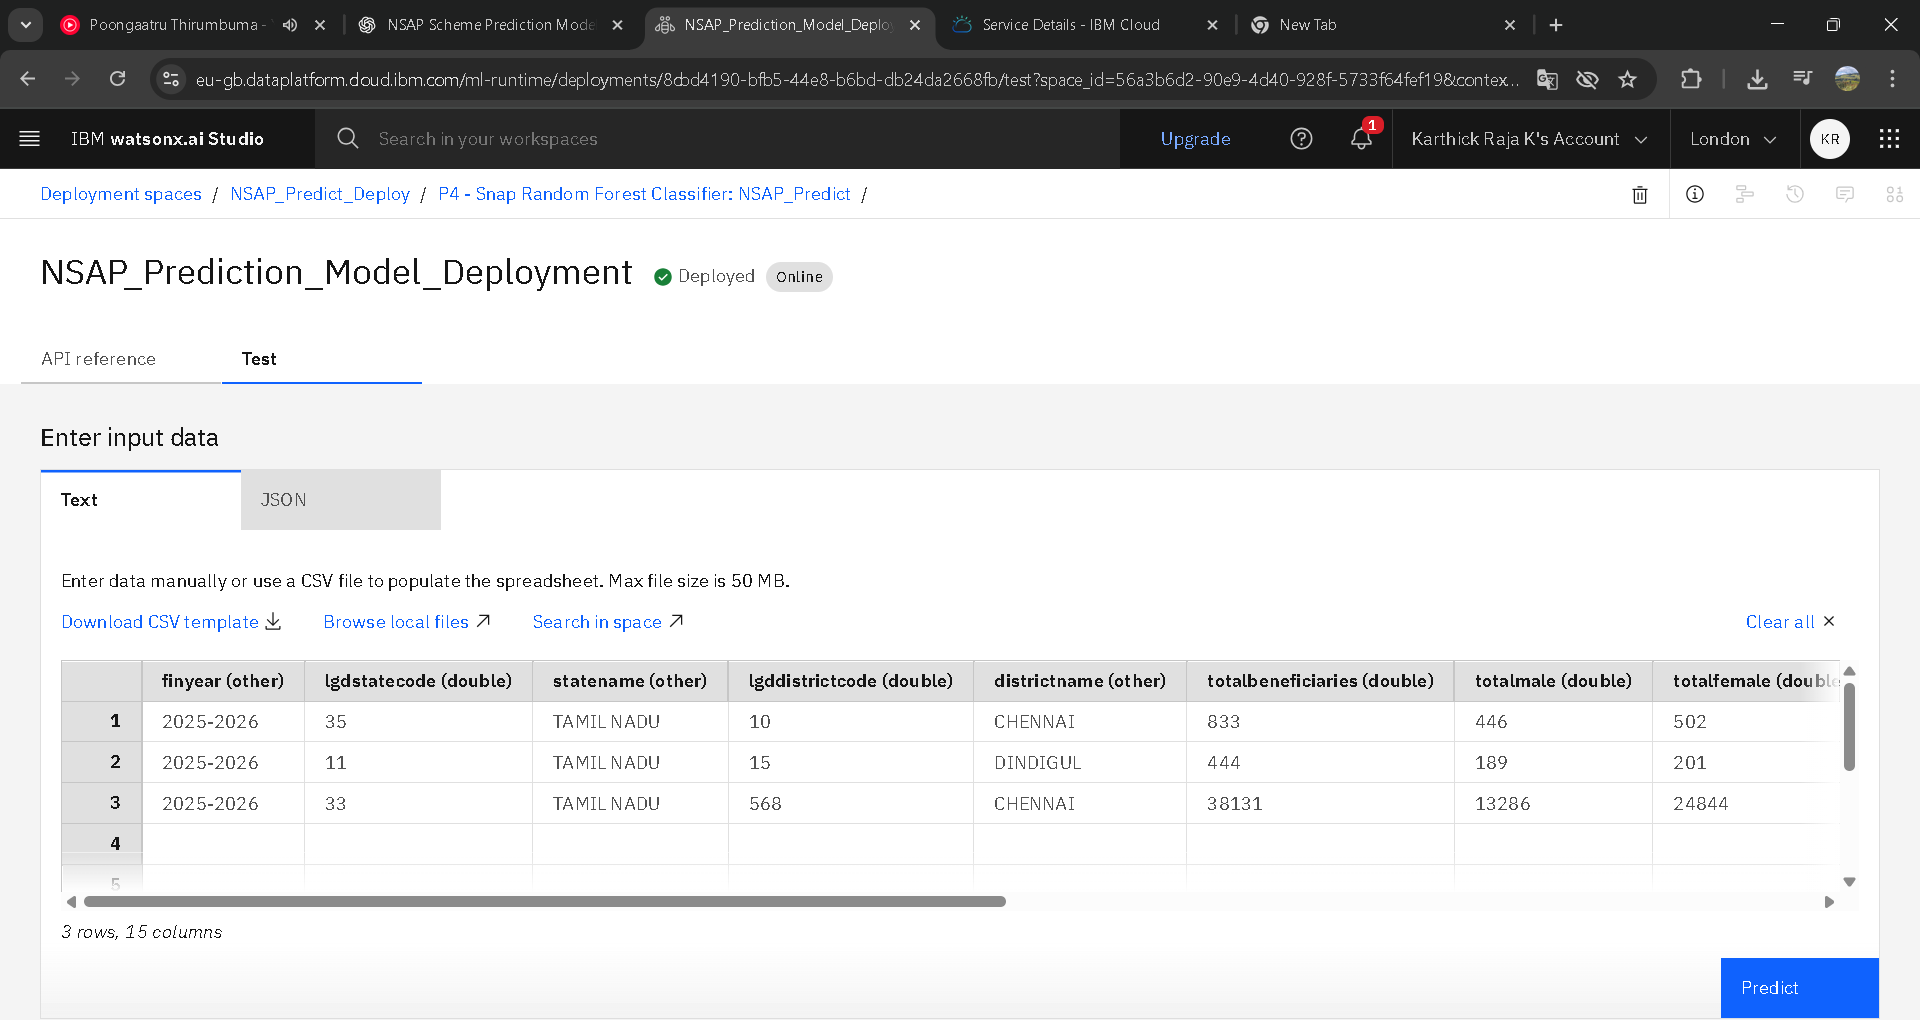 Poongaatru Thirumbuma -
NSAP Scheme Prediction Mode
NSAP_Prediction_Model_Deplo
Service Details - IBM Cloud
New Tab
eu-gb.dataplatform.cloud.ibm.com/ml-runtime/deployments/8cbd4190-bfb5-44e8-b6bd-db24da2668fb/test?space_id=56a3b6d2-90e9-4d40-928f-5733f64fef19&contex...
IBM watsonx.ai Studio
Search in your workspaces
Upgrade
1
Karthick Raja K's Account
London
KR
Deployment spaces / NSAP_Predict_Deploy / P4 - Snap Random Forest Classifier: NSAP_Predict /
NSAP_Prediction_Model_Deployment Deployed Online
API reference Test
Enter input data
Text JSON
Enter data manually or use a CSV file to populate the spreadsheet. Max file size is 50 MB.
Download CSV template Browse local files Search in space Clear all
finyear (other) lgdstatecode (double) statename (other) lgddistrictcode (double) districtname (other) totalbeneficiaries (double) totalmale (double) totalfemale (double
1 2025-2026 35 TAMIL NADU 10 CHENNAI 833 446 502
2 2025-2026 11 TAMIL NADU 15 DINDIGUL 444 189 201
3 2025-2026 33 TAMIL NADU 568 CHENNAI 38131 13286 24844
4
5
3 rows, 15 columns
Predict